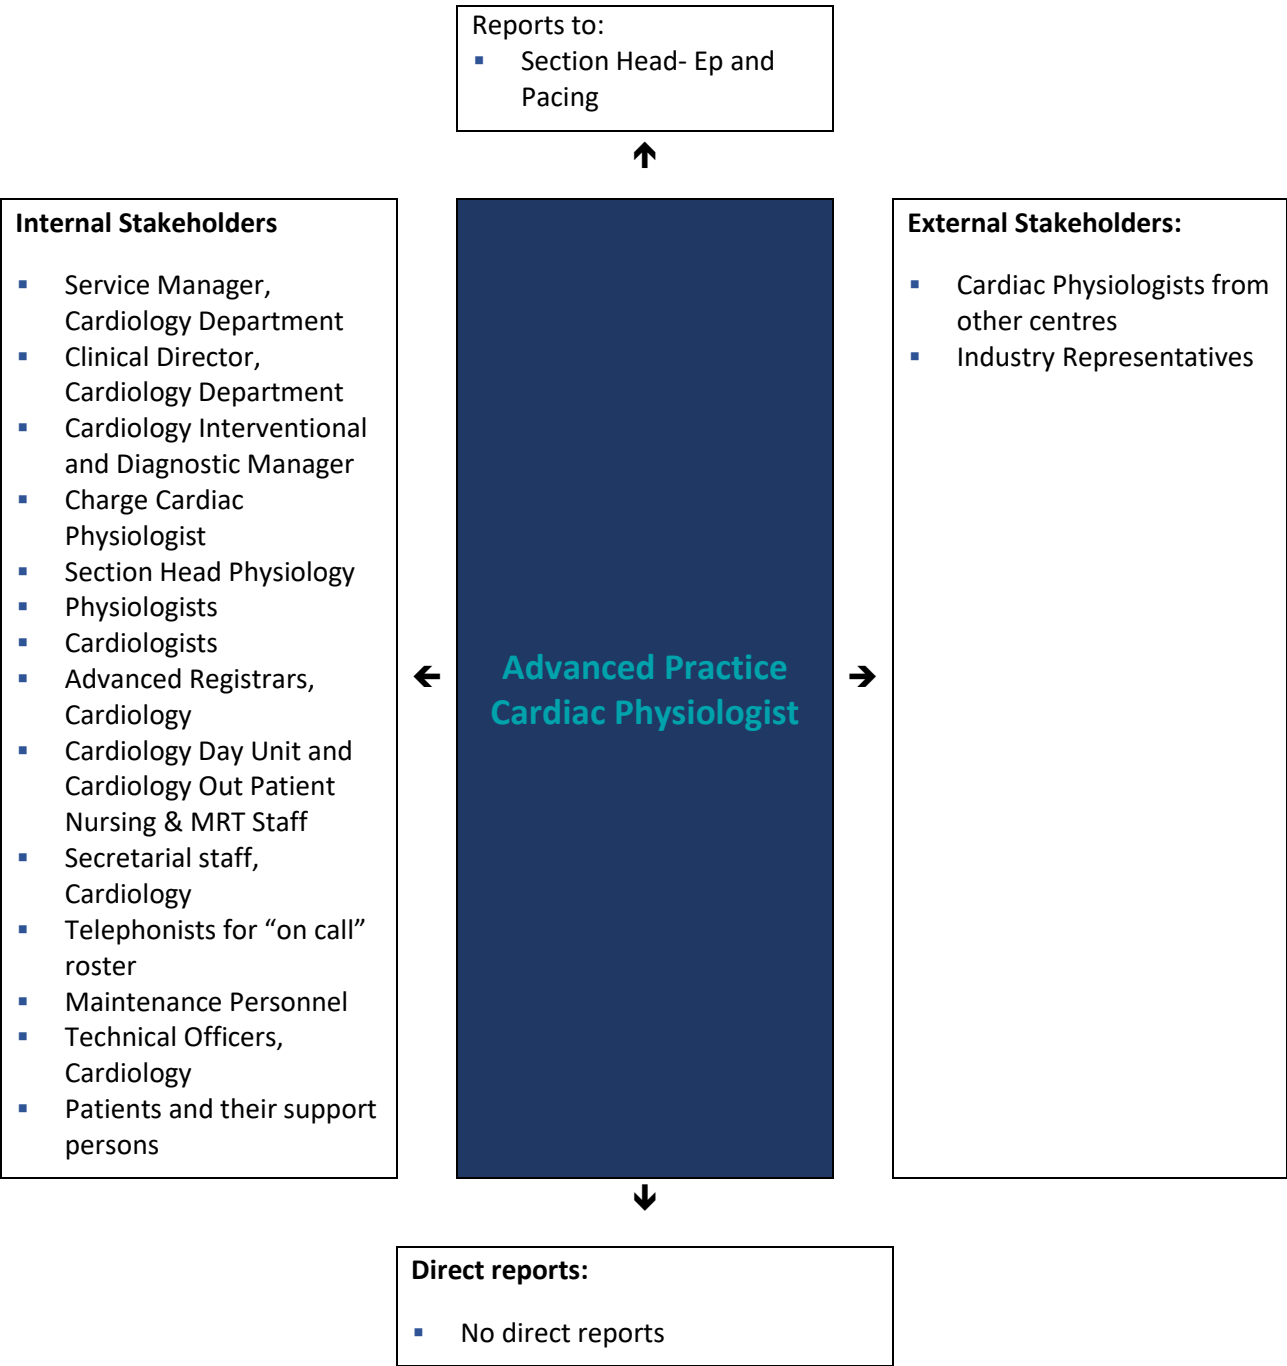 Reports to:
▪ Section Head- Ep and
Pacing
Internal Stakeholders
▪ Service Manager,
Cardiology Department
▪ Clinical Director,
Cardiology Department
▪ Cardiology Interventional
and Diagnostic Manager
▪ Charge Cardiac
Physiologist
▪ Section Head Physiology
▪ Physiologists
▪ Cardiologists
▪ Advanced Registrars,
Cardiology
▪ Cardiology Day Unit and
Cardiology Out Patient
Nursing & MRT Staff
▪ Secretarial staff,
Cardiology
▪ Telephonists for “on call”
roster
▪ Maintenance Personnel
▪ Technical Officers,
Cardiology
▪ Patients and their support
persons
Advanced Practice
Cardiac Physiologist
External Stakeholders:
▪ Cardiac Physiologists from
other centres
▪ Industry Representatives
Direct reports:
▪ No direct reports